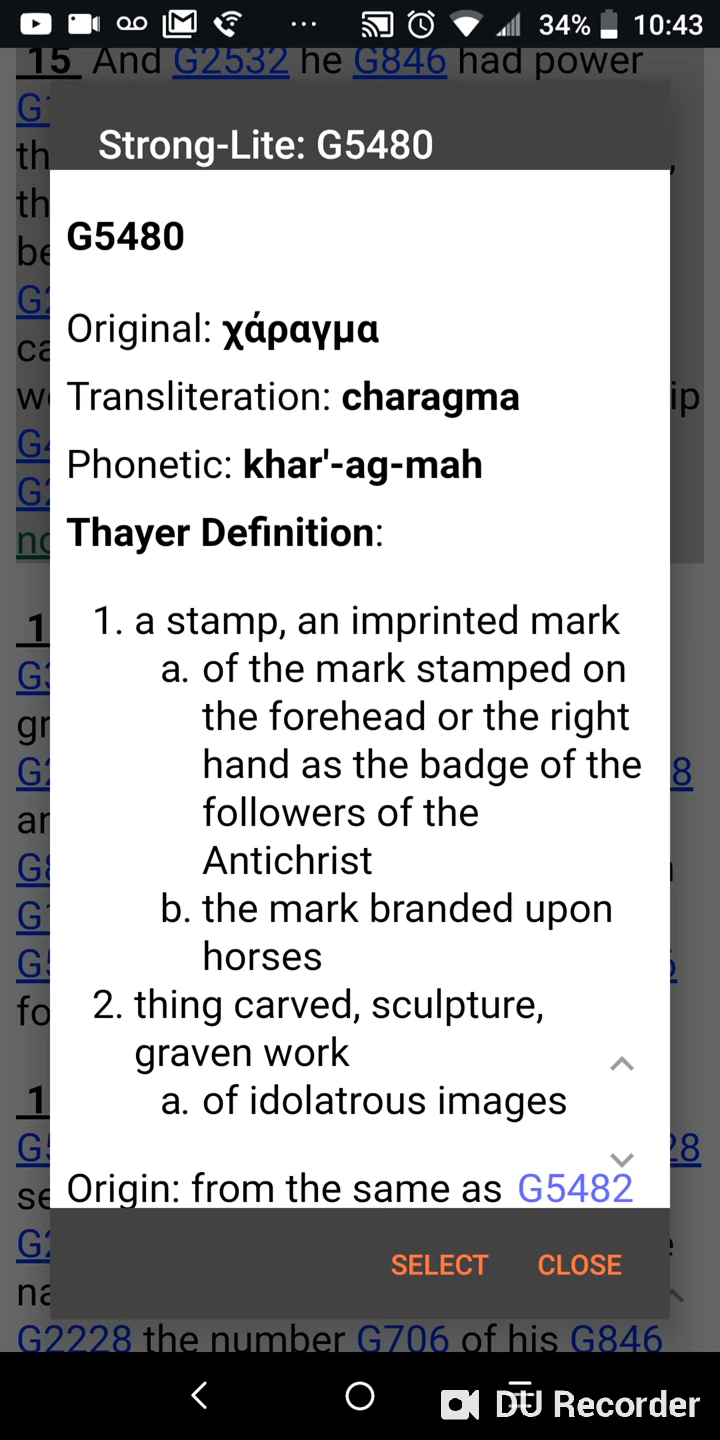 34% 10:43
15 And G2532 he G846 had power
Strong-Lite: G5480
G5480
Original: χάραγμα
Transliteration: charagma
Phonetic: khar'-ag-mah
Thayer Definition:
1. a stamp, an imprinted mark
a. of the mark stamped on
the forehead or the right
hand as the badge of the
followers of the
Antichrist
b. the mark branded upon
horses
2. thing carved, sculpture,
graven work
a. of idolatrous images
Origin: from the same as G5482
SELECT CLOSE
G2228 the number G706 of his G846
DU Recorder